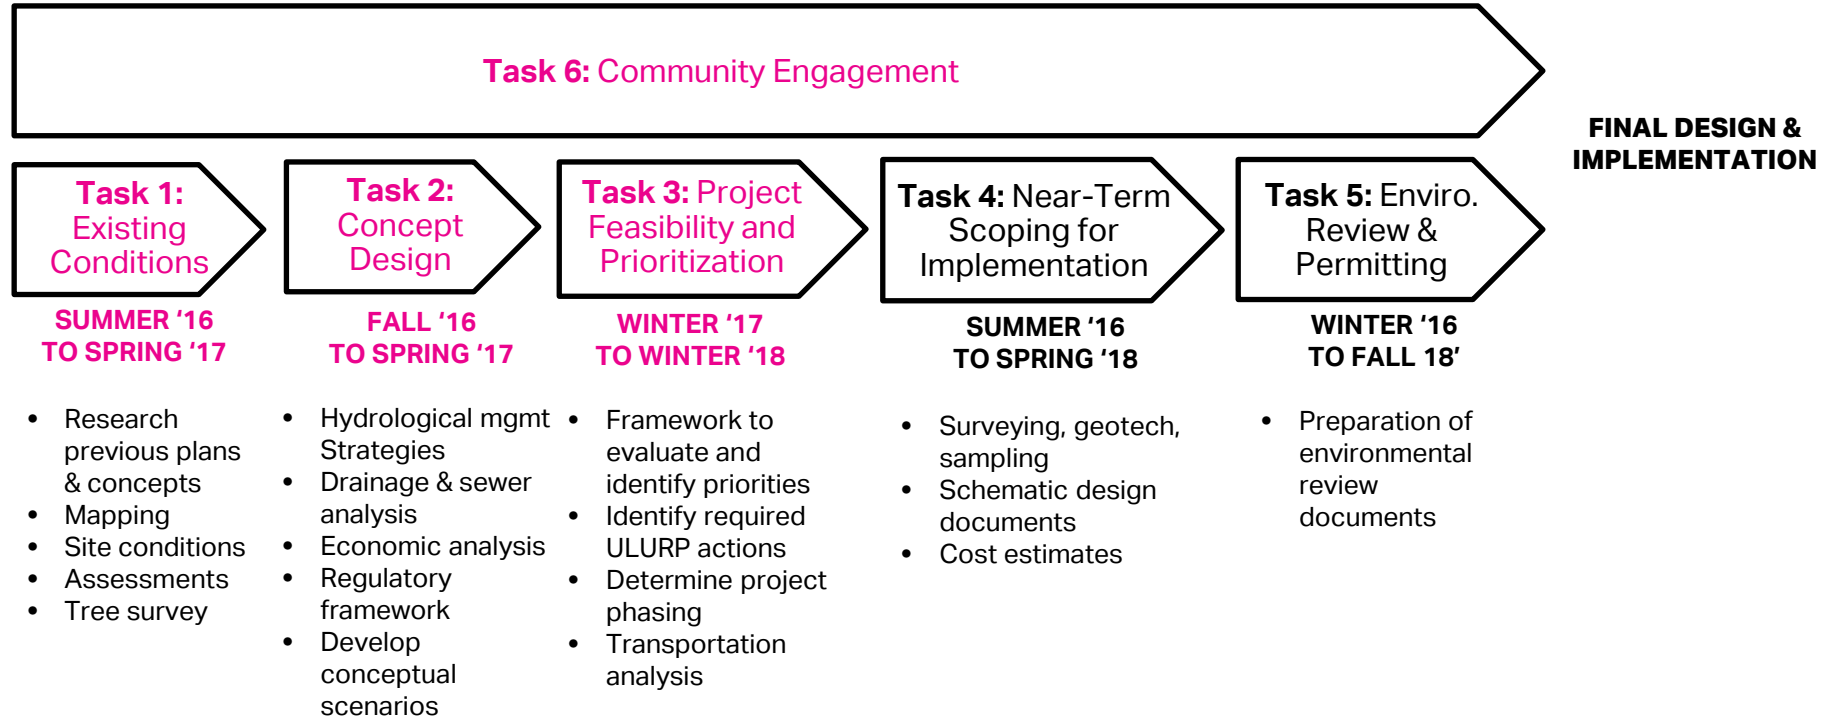 Task 6: Community Engagement
FINAL DESIGN &
IMPLEMENTATION
Task 1:
Existing
Conditions
SUMMER ‘16
TO SPRING ‘17
• Research
previous plans
& concepts
• Mapping
• Site conditions
• Assessments
• Tree survey
Task 2:
Concept
Design
FALL ‘16
TO SPRING ‘17
• Hydrological mgmt
Strategies
• Drainage & sewer
analysis
• Economic analysis
• Regulatory
framework
• Develop
conceptual
scenarios
Task 3: Project
Feasibility and
Prioritization
WINTER ‘17
TO WINTER ‘18
• Framework to
evaluate and
identify priorities
• Identify required
ULURP actions
• Determine project
phasing
• Transportation
analysis
Task 4: Near-Term
Scoping for
Implementation
SUMMER ‘16
TO SPRING ‘18
• Surveying, geotech,
sampling
• Schematic design
documents
• Cost estimates
Task 5: Enviro.
Review &
Permitting
WINTER ‘16
TO FALL 18’
• Preparation of
environmental
review
documents